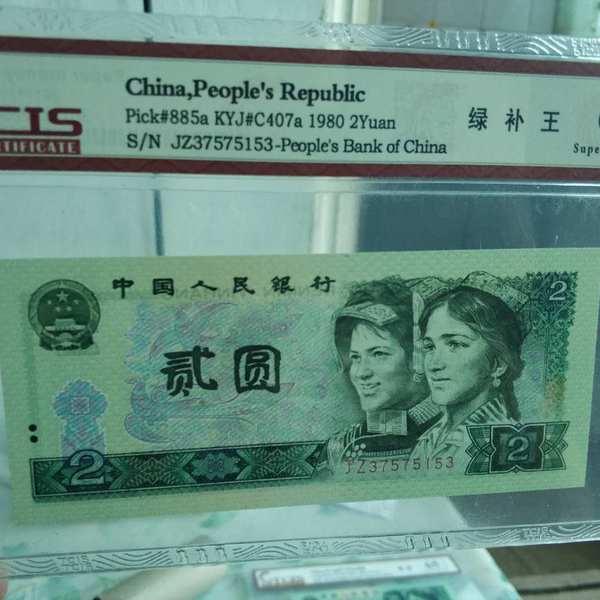 China,People's Republic
Pick#885a KYJ#C407a 1980 2Yuan
S/N JZ37575153-People's Bank of China
CIS
CERTIFICATE
绿补王
Supe
中国人民银行
贰圆
2
2
2
JZ37575153